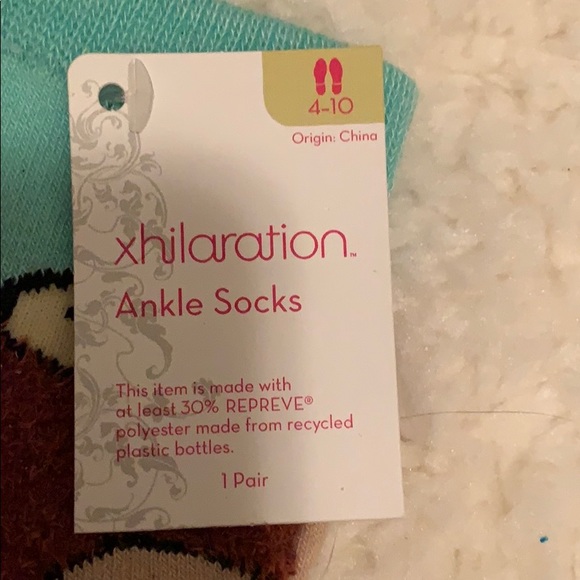 4-10
Origin: China
xhilaration™
Ankle Socks
This item is made with
at least 30% REPREVE®
polyester made from recycled
plastic bottles.
1 Pair